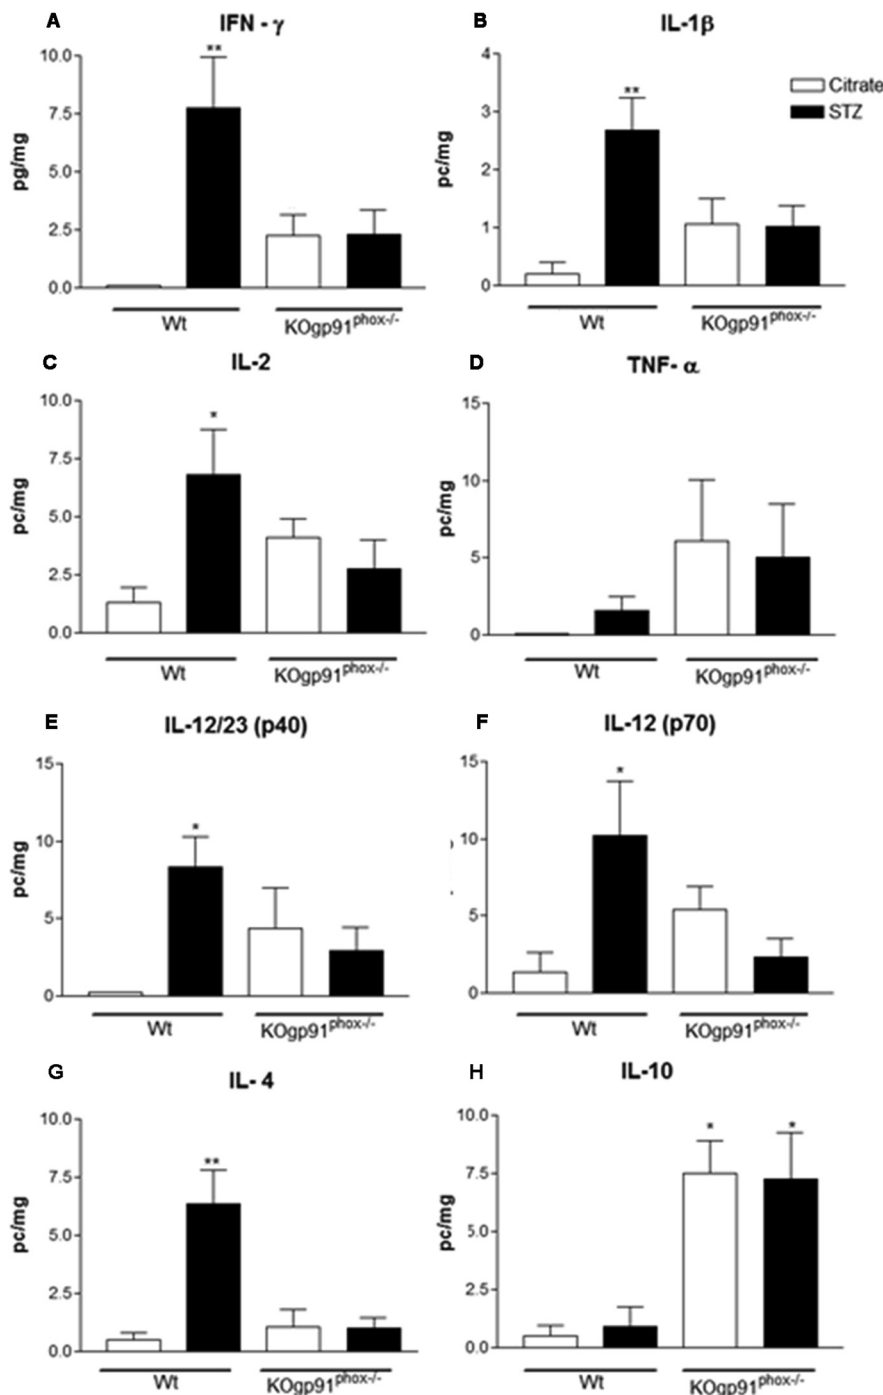 A
IFN - γ
**
10.0
7.5
5.0
2.5
0.0
pg/mg
Wt
KOgp91phox-/-
B
IL-1β
**
4
3
2
1
0
pc/mg
Citrate
STZ
Wt
KOgp91phox-/-
C
IL-2
*
10.0
7.5
5.0
2.5
0.0
pc/mg
Wt
KOgp91phox-/-
D
TNF- α
15
10
5
0
pc/mg
Wt
KOgp91phox-/-
E
IL-12/23 (p40)
*
15
10
5
0
pc/mg
Wt
KOgp91phox-/-
F
IL-12 (p70)
*
15
10
5
0
Wt
KOgp91phox-/-
G
IL- 4
**
10.0
7.5
5.0
2.5
0.0
pc/mg
Wt
KOgp91phox-/-
H
IL-10
*
*
10.0
7.5
5.0
2.5
0.0
pc/mg
Wt
KOgp91phox-/-